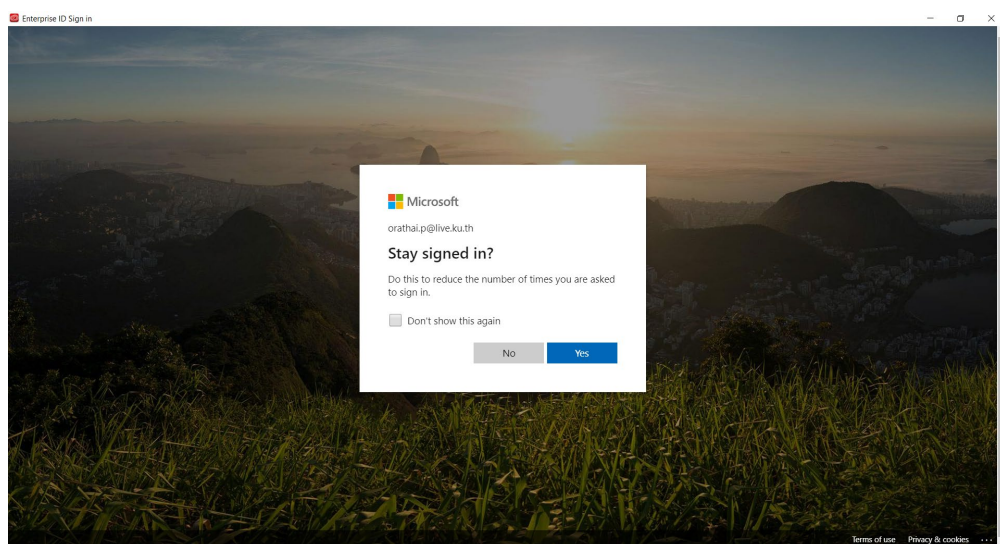 Enterprise ID Sign in
Microsoft
orathai.p@live.ku.th
Stay signed in?
Do this to reduce the number of times you are asked
to sign in.
Don't show this again
No Yes
Terms of use Privacy & cookies ...